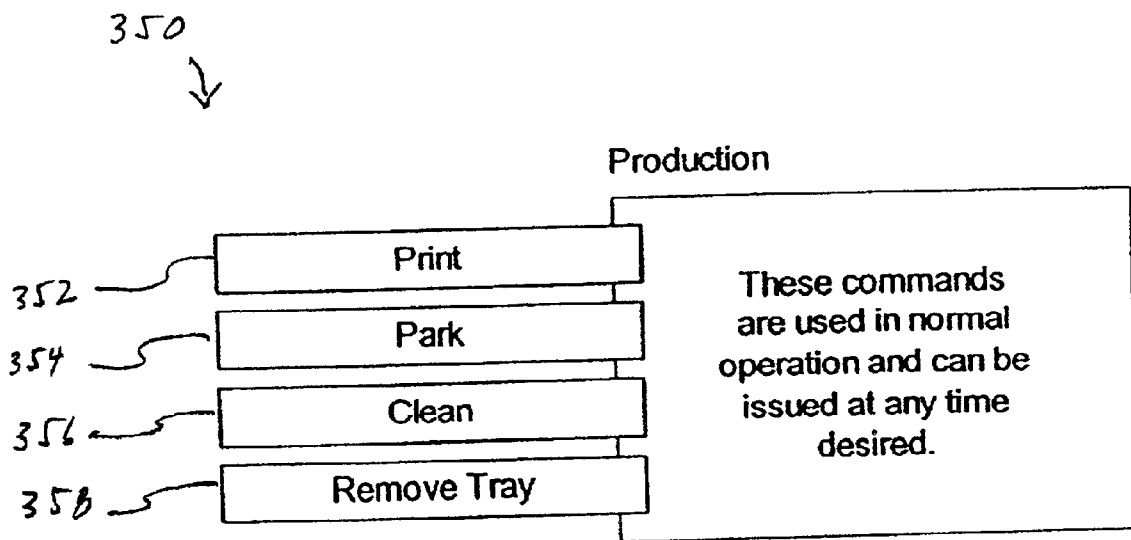 350
Production
352
Print
354
Park
356
Clean
358
Remove Tray
These commands
are used in normal
operation and can be
issued at any time
desired.